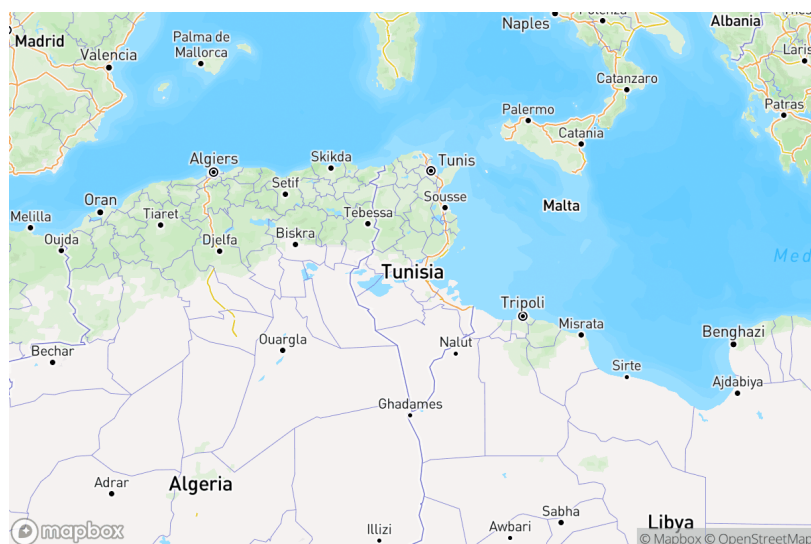 Naples
Potenza
Albania
Madrid
Palma de
Mallorca
Valencia
Catanzaro
Palermo
Patras
Catania
Algiers
Skikda
Tunis
Setif
Oran
Sousse
Malta
Melilla
Tiaret
Tebessa
Oujda
Djelfa
Biskra
Med
Tunisia
Tripoli
Misrata
Benghazi
Bechar
Ouargla
Nalut
Sirte
Ajdabiya
Ghadames
Adrar
Algeria
Sabha
Illizi
Awbari
Libya
mapbox
© Mapbox © OpenStreetMap